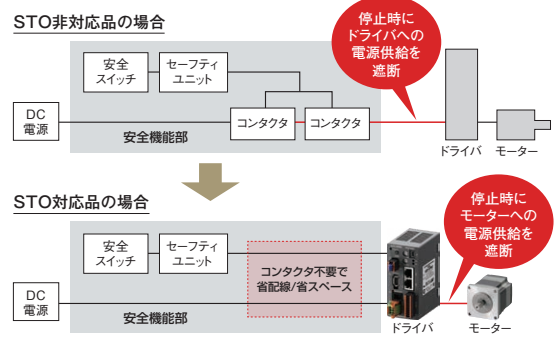 STO非対応品の場合
停止時に
ドライバへの
電源供給を
遮断
安全
スイッチ
セーフティ
ユニット
DC
電源
コンタクタ
コンタクタ
安全機能部
ドライバ
モーター
STO対応品の場合
停止時に
モーターへの
電源供給を
遮断
安全
スイッチ
セーフティ
ユニット
コンタクタ不要で
省配線/省スペース
DC
電源
安全機能部
ドライバ
モーター